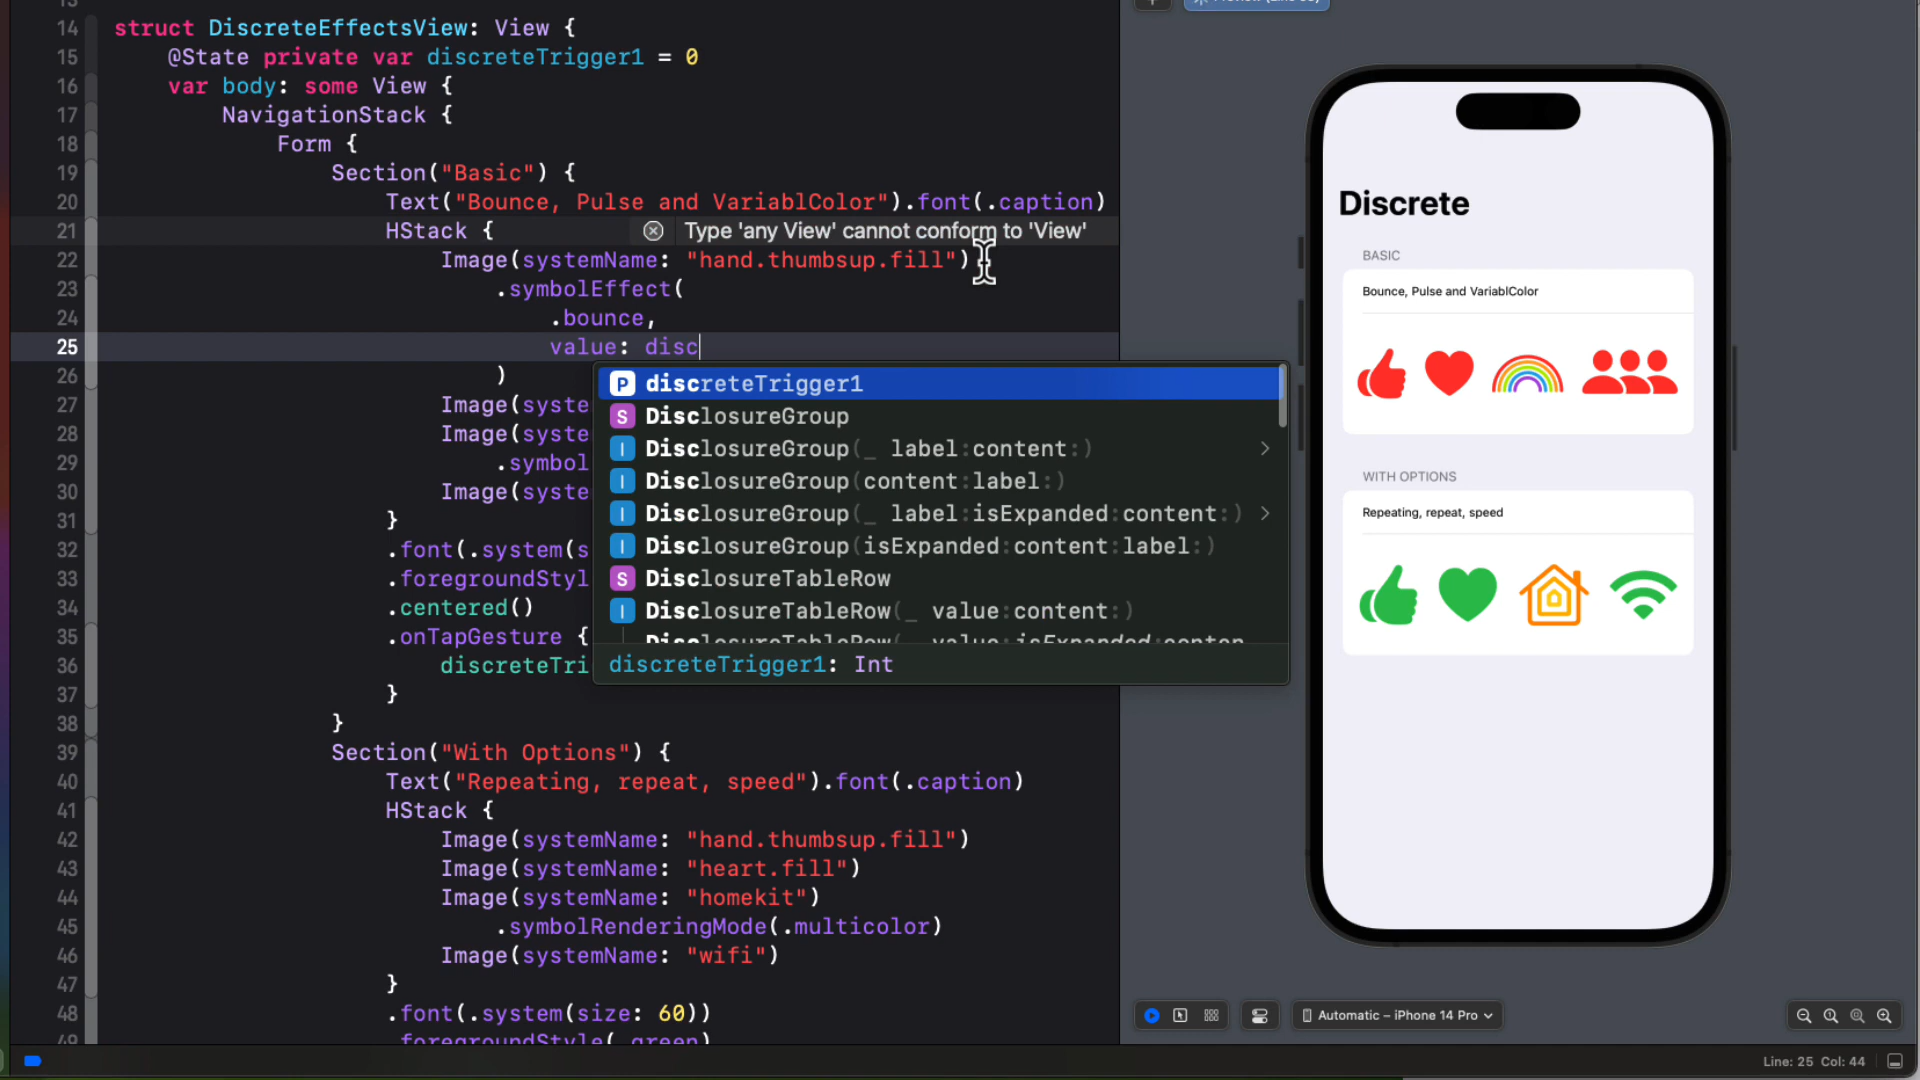 14 struct DiscreteEffectsView: View {
15 @State private var discreteTrigger1 = 0
16 var body: some View {
17 NavigationStack {
18 Form {
19 Section("Basic") {
20 Text("Bounce, Pulse and VariablColor").font(.caption)
21 HStack {
Type 'any View' cannot conform to 'View'
22 Image(systemName: "hand.thumbsup.fill")
23 .symbolEffect(
24 .bounce,
25 value: disc
26 )
27 Image(syste
28 Image(syste
29 .symbol
30 Image(syste
31 }
32 .font(.system(s
33 .foregroundStyl
34 .centered()
35 .onTapGesture {
36 discreteTri
37 }
38 }
39 Section("With Options") {
40 Text("Repeating, repeat, speed").font(.caption)
41 HStack {
42 Image(systemName: "hand.thumbsup.fill")
43 Image(systemName: "heart.fill")
44 Image(systemName: "homekit")
45 .symbolRenderingMode(.multicolor)
46 Image(systemName: "wifi")
47 }
48 .font(.system(size: 60))
P discreteTrigger1
S DisclosureGroup
I DisclosureGroup(_ label:content:)
I DisclosureGroup(content:label:)
I DisclosureGroup(_ label:isExpanded:content:)
I DisclosureGroup(isExpanded:content:label:)
S DisclosureTableRow
I DisclosureTableRow(_ value:content:)
discreteTrigger1: Int
Discrete
BASIC
Bounce, Pulse and VariablColor
WITH OPTIONS
Repeating, repeat, speed
Automatic – iPhone 14 Pro
Line: 25 Col: 44